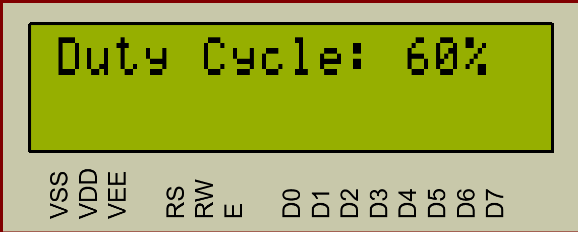 Duty Cycle: 60%
VSS VDD VEE RS RW E D0 D1 D2 D3 D4 D5 D6 D7